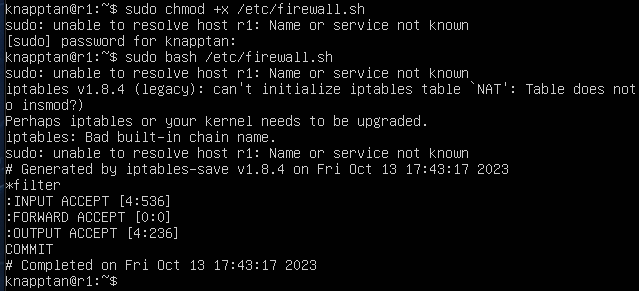 knapptan@r1:~$ sudo chmod +x /etc/firewall.sh
sudo: unable to resolve host r1: Name or service not known
[sudo] password for knapptan:
knapptan@r1:~$ sudo bash /etc/firewall.sh
sudo: unable to resolve host r1: Name or service not known
iptables v1.8.4 (legacy): can't initialize iptables table `NAT': Table does not
o insmod?)
Perhaps iptables or your kernel needs to be upgraded.
iptables: Bad built-in chain name.
sudo: unable to resolve host r1: Name or service not known
# Generated by iptables-save v1.8.4 on Fri Oct 13 17:43:17 2023
*filter
:INPUT ACCEPT [4:536]
:FORWARD ACCEPT [0:0]
:OUTPUT ACCEPT [4:236]
COMMIT
# Completed on Fri Oct 13 17:43:17 2023
knapptan@r1:~$